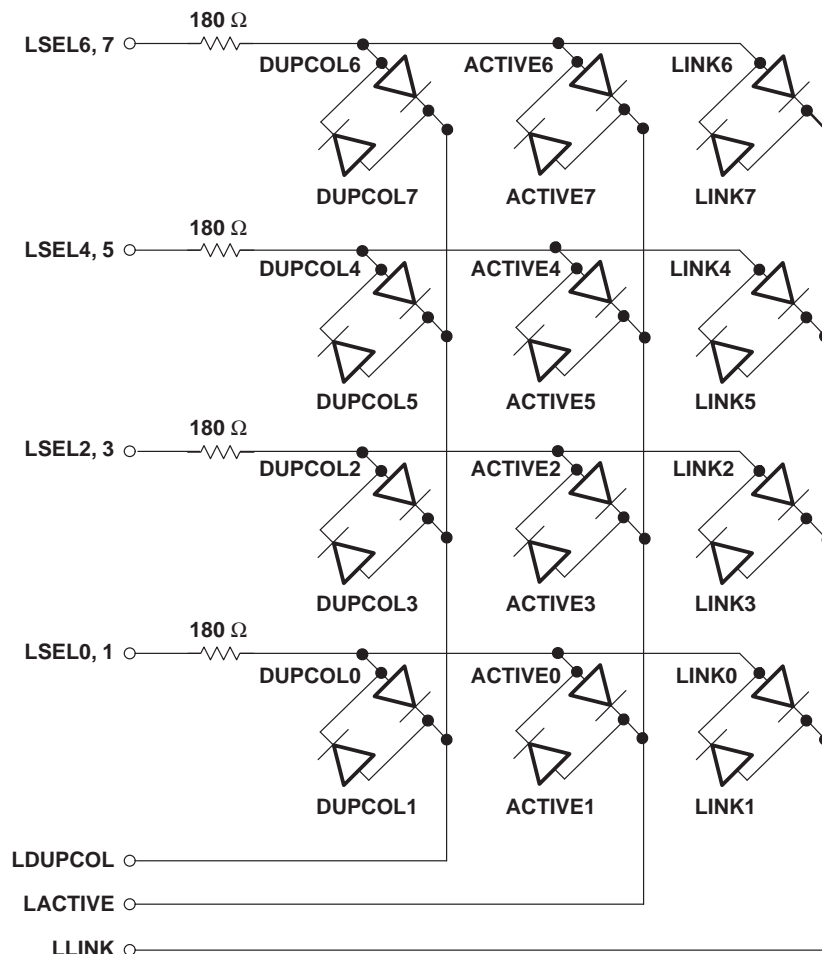 180 Ω
LSEL6, 7
DUPCOL6 ACTIVE6 LINK6
DUPCOL7 ACTIVE7 LINK7
180 Ω
LSEL4, 5
DUPCOL4 ACTIVE4 LINK4
DUPCOL5 ACTIVE5 LINK5
180 Ω
LSEL2, 3
DUPCOL2 ACTIVE2 LINK2
DUPCOL3 ACTIVE3 LINK3
180 Ω
LSEL0, 1
DUPCOL0 ACTIVE0 LINK0
DUPCOL1 ACTIVE1 LINK1
LDUPCOL
LACTIVE
LLINK